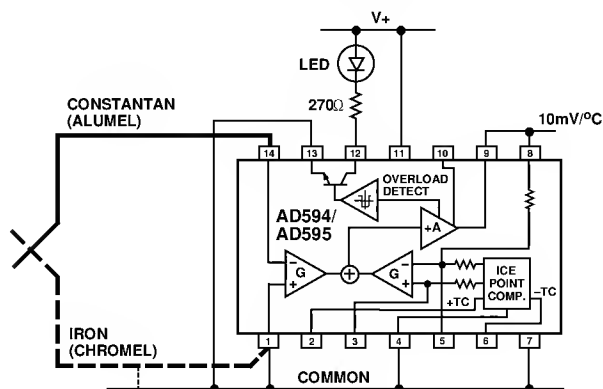 V+
LED
270Ω
CONSTANTAN
(ALUMEL)
10mV/°C
14
13
12
11
10
9
8
OVERLOAD
DETECT
AD594/
AD595
+A
–
G
+
+
–
G
+
ICE
POINT
COMP.
+TC
–TC
IRON
(CHROMEL)
1
2
3
4
5
6
7
COMMON